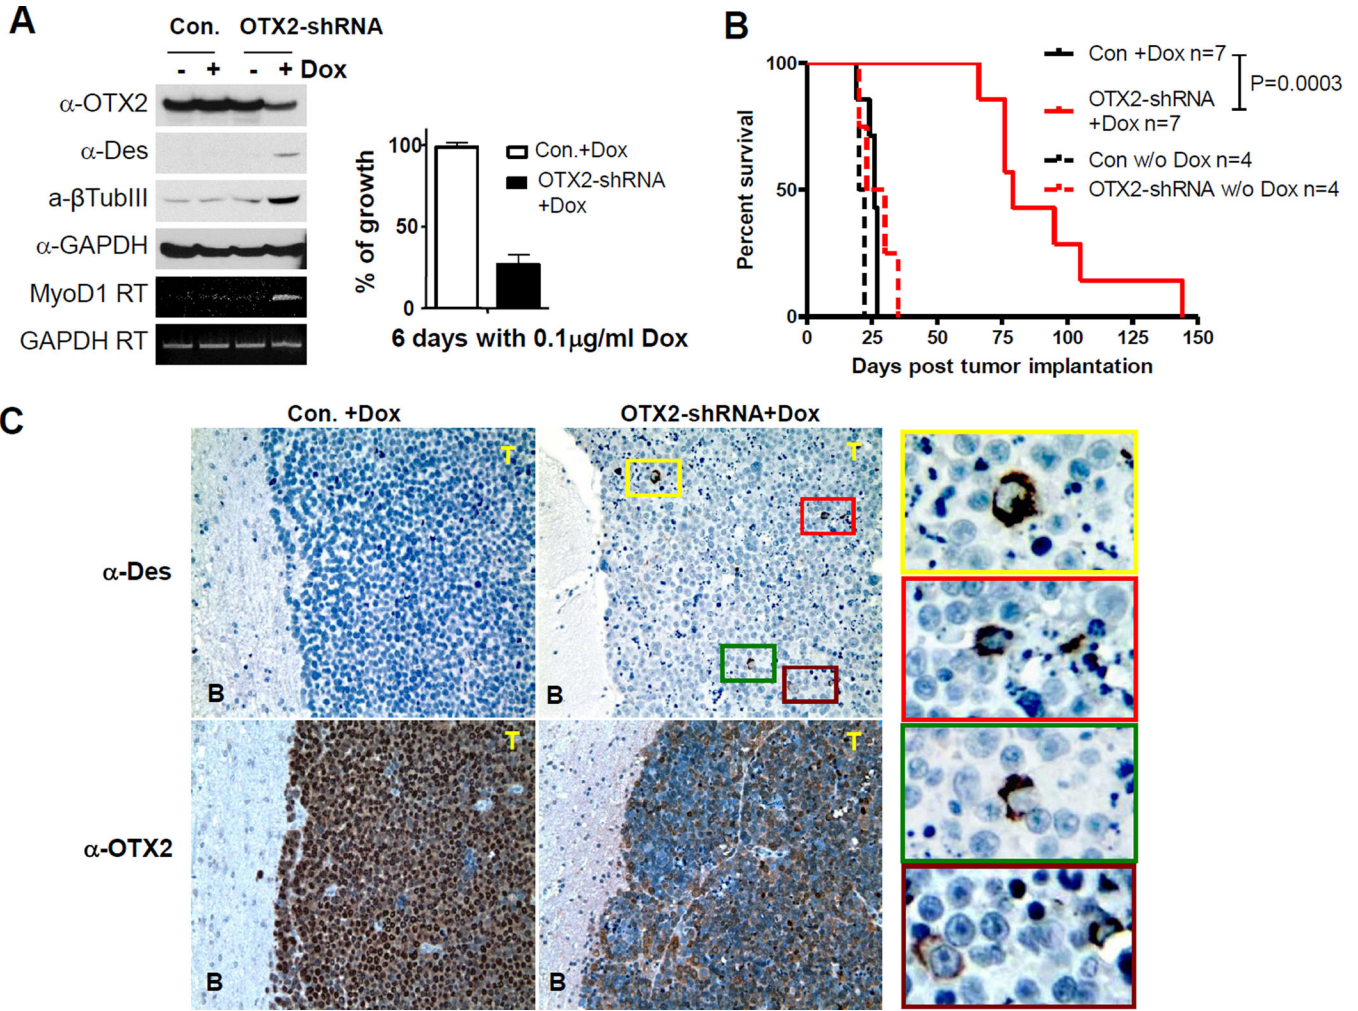 A
Con. OTX2-shRNA
- + - + Dox
α-OTX2
α-Des
a-βTubIII
α-GAPDH
MyoD1 RT
GAPDH RT
% of growth
100
50
0
Con.+Dox
OTX2-shRNA
+Dox
6 days with 0.1µg/ml Dox
B
Percent survival
100
50
0
0 25 50 75 100 125 150
Days post tumor implantation
Con +Dox n=7
OTX2-shRNA
+Dox n=7
P=0.0003
Con w/o Dox n=4
OTX2-shRNA w/o Dox n=4
C
Con. +Dox OTX2-shRNA+Dox
α-Des
T T
B B
α-OTX2
T T
B B